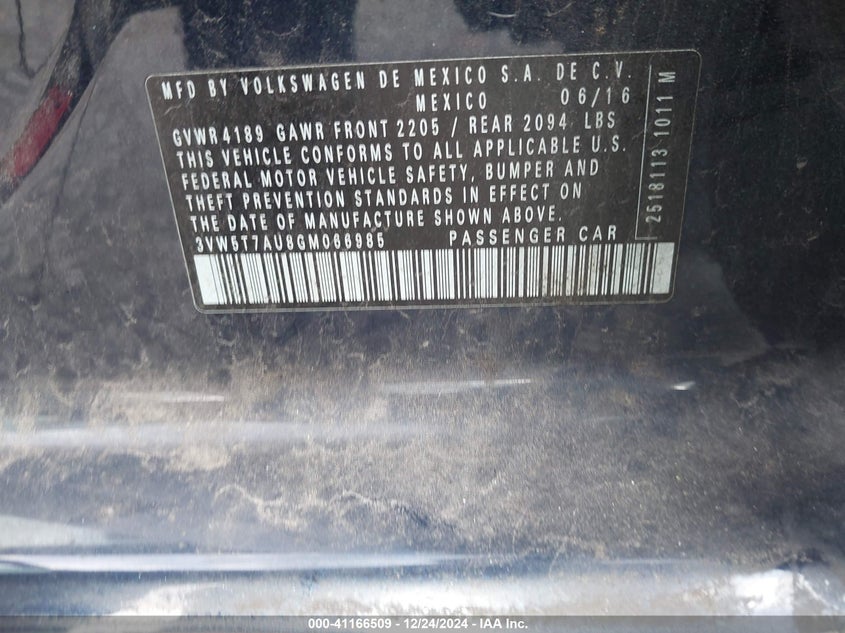 MFD BY VOLKSWAGEN DE MEXICO S.A. DE C.V.
MEXICO 06/16
GVWR 4189 GAWR FRONT 2205 / REAR 2094 LBS
THIS VEHICLE CONFORMS TO ALL APPLICABLE U.S.
FEDERAL MOTOR VEHICLE SAFETY, BUMPER AND
THEFT PREVENTION STANDARDS IN EFFECT ON
THE DATE OF MANUFACTURE SHOWN ABOVE.
3VW5T7AU8GM066985 PASSENGER CAR
2518113 1011 M
000-41166509 - 12/24/2024 - IAA Inc.